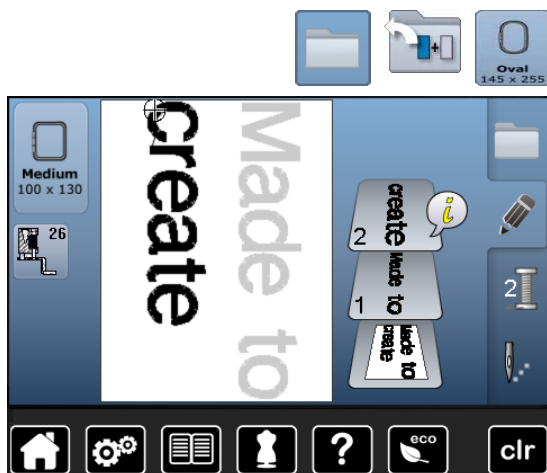 Oval
145 x 255
Medium
100 x 130
26
create
Made to
2
create
1
Made to
Made to
create
2
i
?
eco
clr